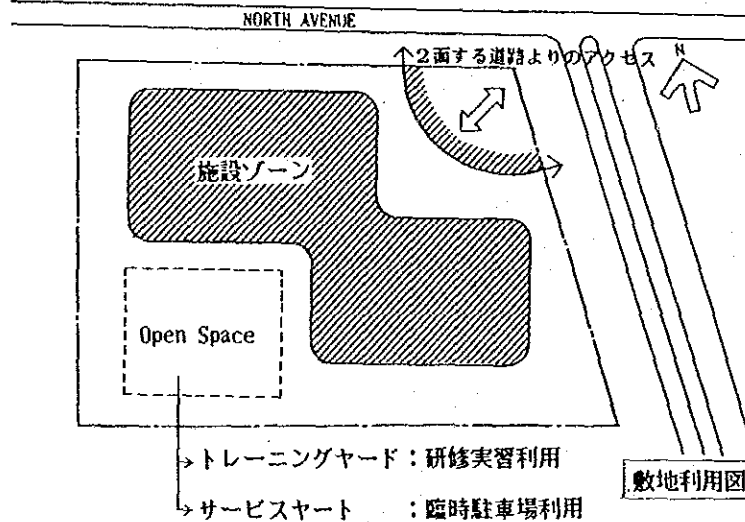 NORTH AVENUE
2面する道路よりのアクセス
N
施設ゾーン
Open Space
トレーニングヤード：研修実習利用
サービスヤート ：臨時駐車場利用
敷地利用図